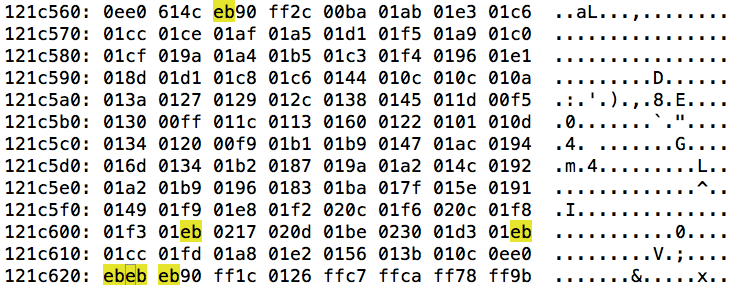 121c560: 0ee0 614c eb90 ff2c 00ba 01ab 01e3 01c6 ..aL...,........
121c570: 01cc 01ce 01af 01a5 01d1 01f5 01a9 01c0 ................
121c580: 01cf 019a 01a4 01b5 01c3 01f4 0196 01e1 ................
121c590: 018d 01d1 01c8 01c6 0144 010c 010c 010a .........D......
121c5a0: 013a 0127 0129 012c 0138 0145 011d 00f5 .:.'.).,.8.E....
121c5b0: 0130 00ff 011c 0113 0160 0122 0101 010d .0.......`."....
121c5c0: 0134 0120 00f9 01b1 01b9 0147 01ac 0194 .4. .......G....
121c5d0: 016d 0134 01b2 0187 019a 01a2 014c 0192 .m.4.........L..
121c5e0: 01a2 01b9 0196 0183 01ba 017f 015e 0191 .............^..
121c5f0: 0149 01f9 01e8 01f2 020c 01f6 020c 01f8 .I..............
121c600: 01f3 01eb 0217 020d 01be 0230 01d3 01eb ...........0....
121c610: 01cc 01fd 01a8 01e2 0156 013b 010c 0ee0 .........V.;....
121c620: ebeb eb90 ff1c 0126 ffc7 ffca ff78 ff9b .......&.....x..